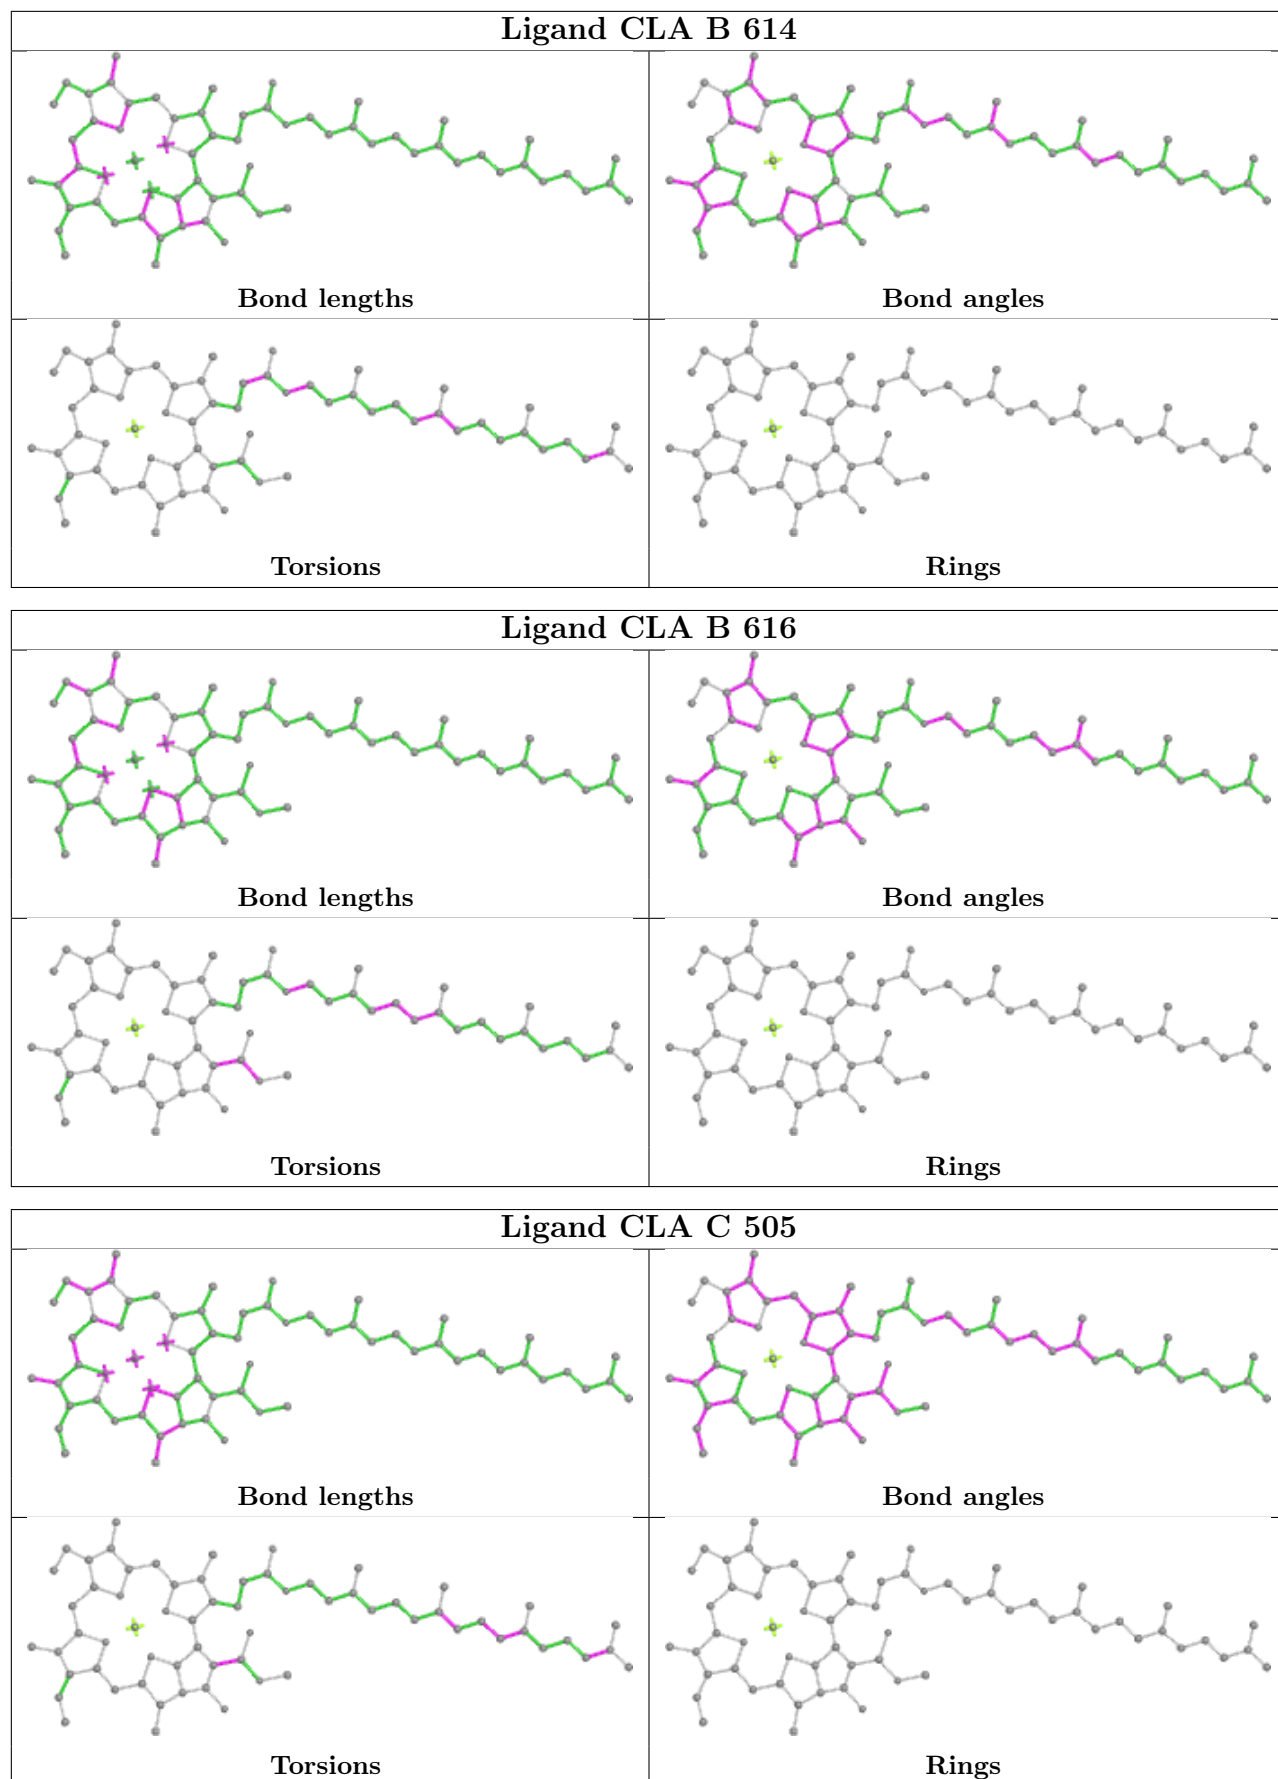 Ligand CLA B 614
Bond lengths
Bond angles
Torsions
Rings
Ligand CLA B 616
Bond lengths
Bond angles
Torsions
Rings
Ligand CLA C 505
Bond lengths
Bond angles
Torsions
Rings